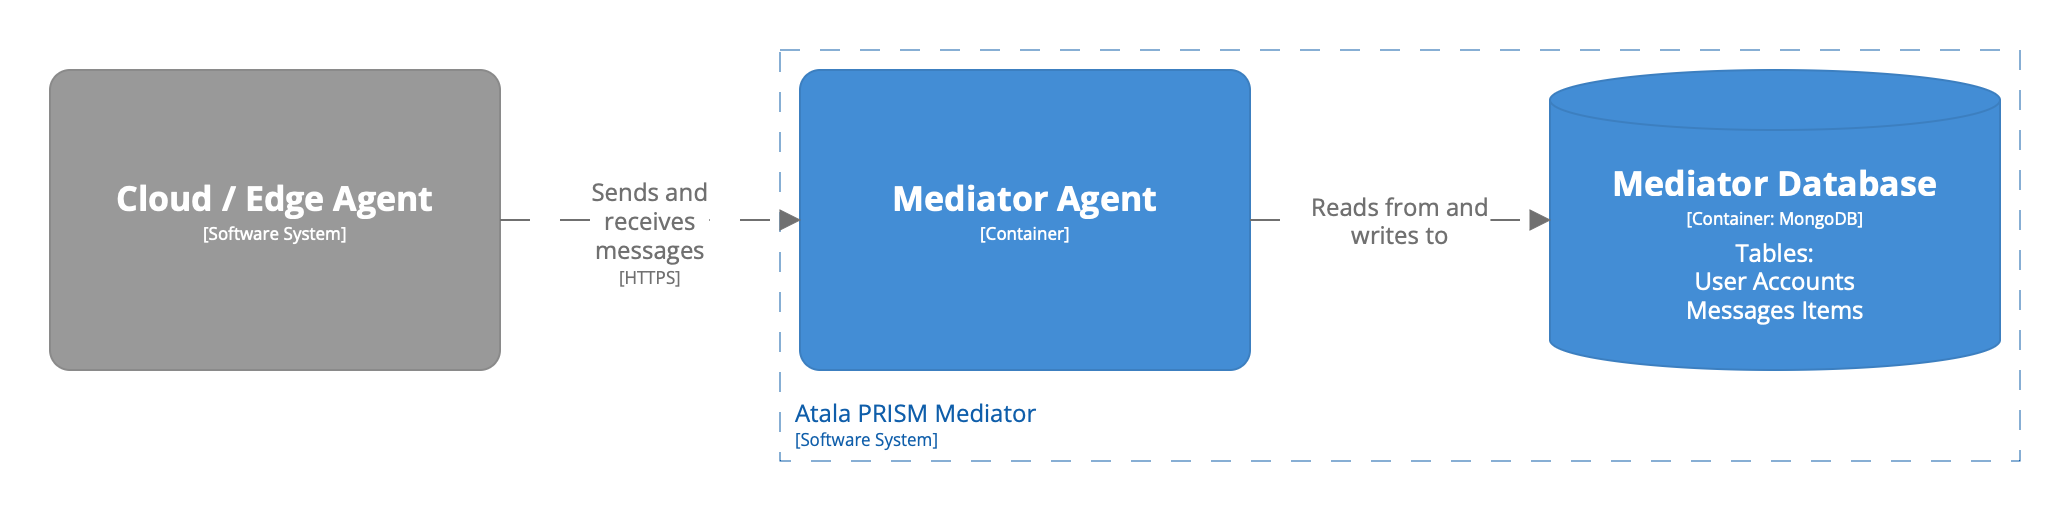 Cloud / Edge Agent
[Software System]
Sends and
receives
messages
[HTTPS]
Mediator Agent
[Container]
Reads from and
writes to
Mediator Database
[Container: MongoDB]
Tables:
User Accounts
Messages Items
Atala PRISM Mediator
[Software System]